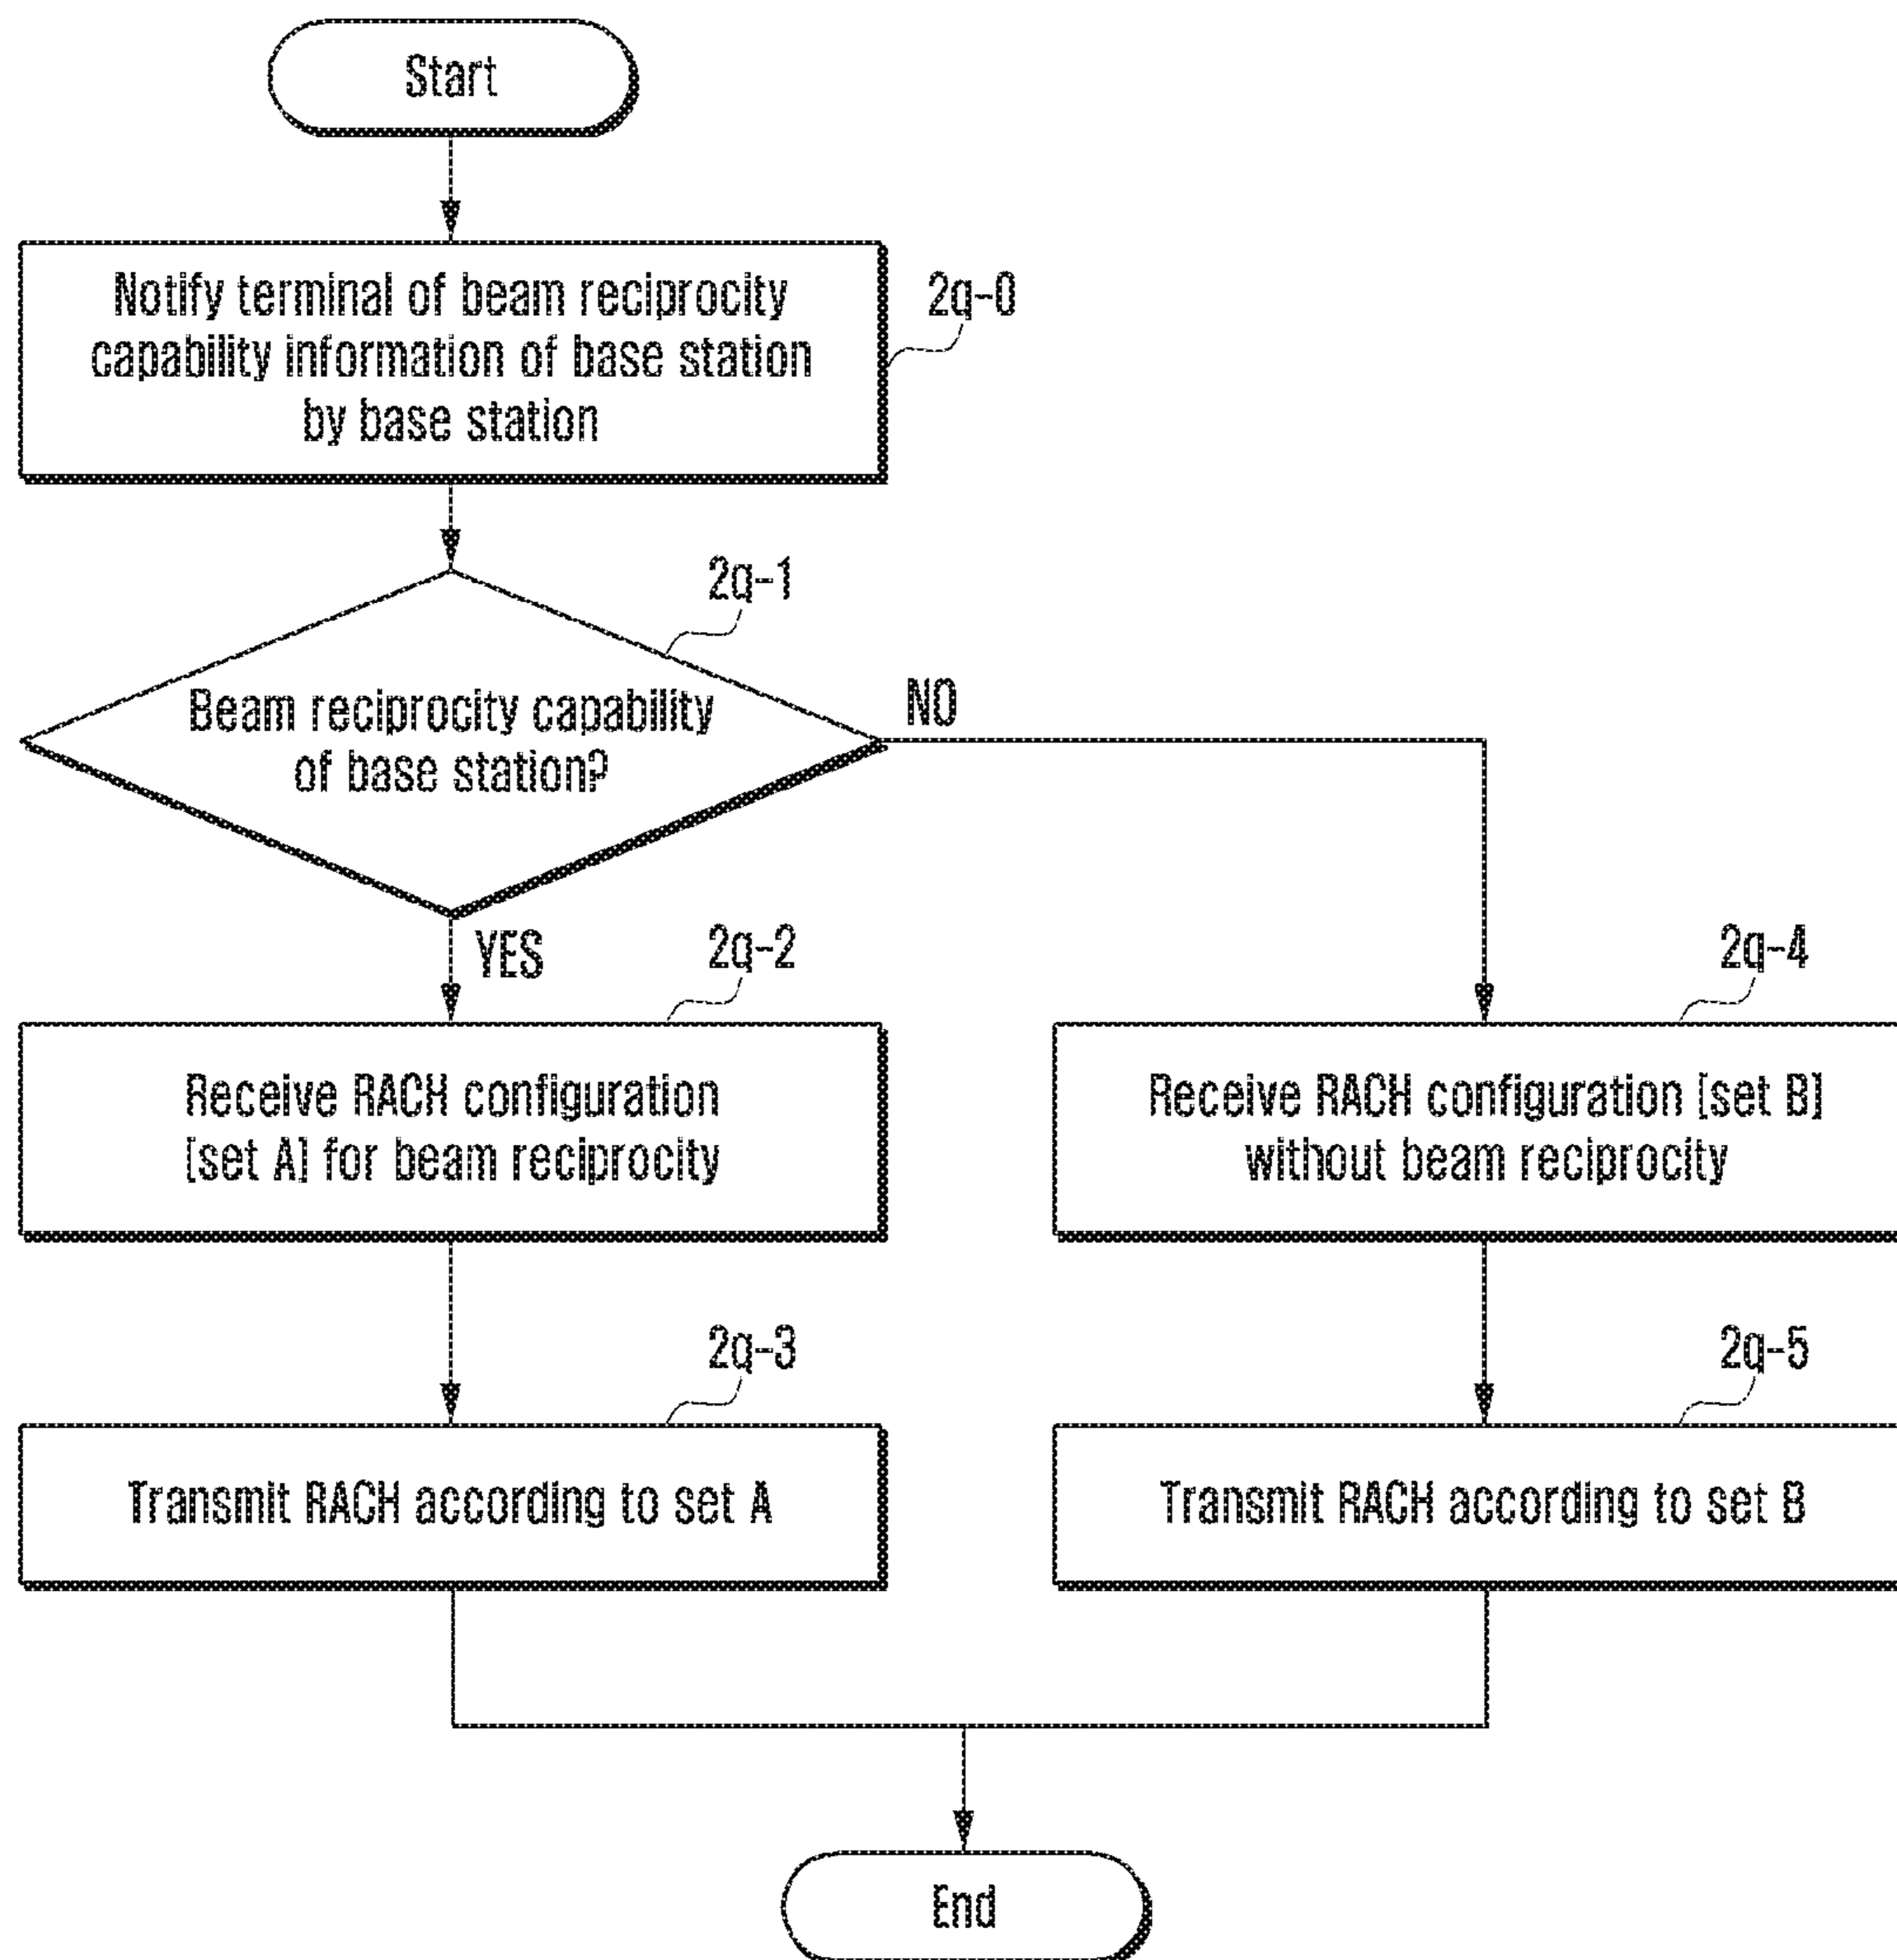 Start
Notify terminal of beam reciprocity
capability information of base station
by base station
2q-0
2q-1
Beam reciprocity capability
of base station?
NO
YES
2q-2
2q-4
Receive RACH configuration
[set A] for beam reciprocity
Receive RACH configuration [set B]
without beam reciprocity
2q-3
2q-5
Transmit RACH according to set A
Transmit RACH according to set B
End